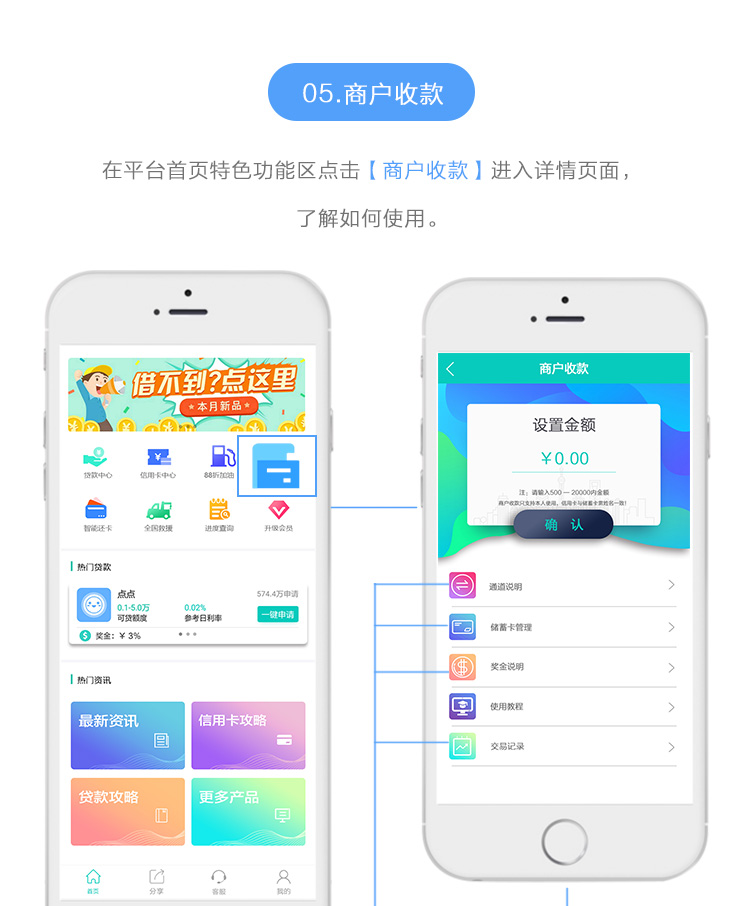 05.商户收款
在平台首页特色功能区点击【商户收款】进入详情页面，
了解如何使用。
借不到?点这里
★本月新品★
贷款中心
信用卡中心
88折加油
智能还卡
全国救援
进度查询
升级会员
热门贷款
点点
574.4万申请
0.1-5.0万
0.02%
可贷额度
参考日利率
一键申请
奖金：￥3%
热门资讯
最新资讯
信用卡攻略
贷款攻略
更多产品
首页
分享
客服
我的
商户收款
设置金额
￥0.00
注：请输入500 — 20000内金额
商户收款只支持本人使用，信用卡与储蓄卡需姓名一致！
确 认
通道说明
储蓄卡管理
奖金说明
使用教程
交易记录